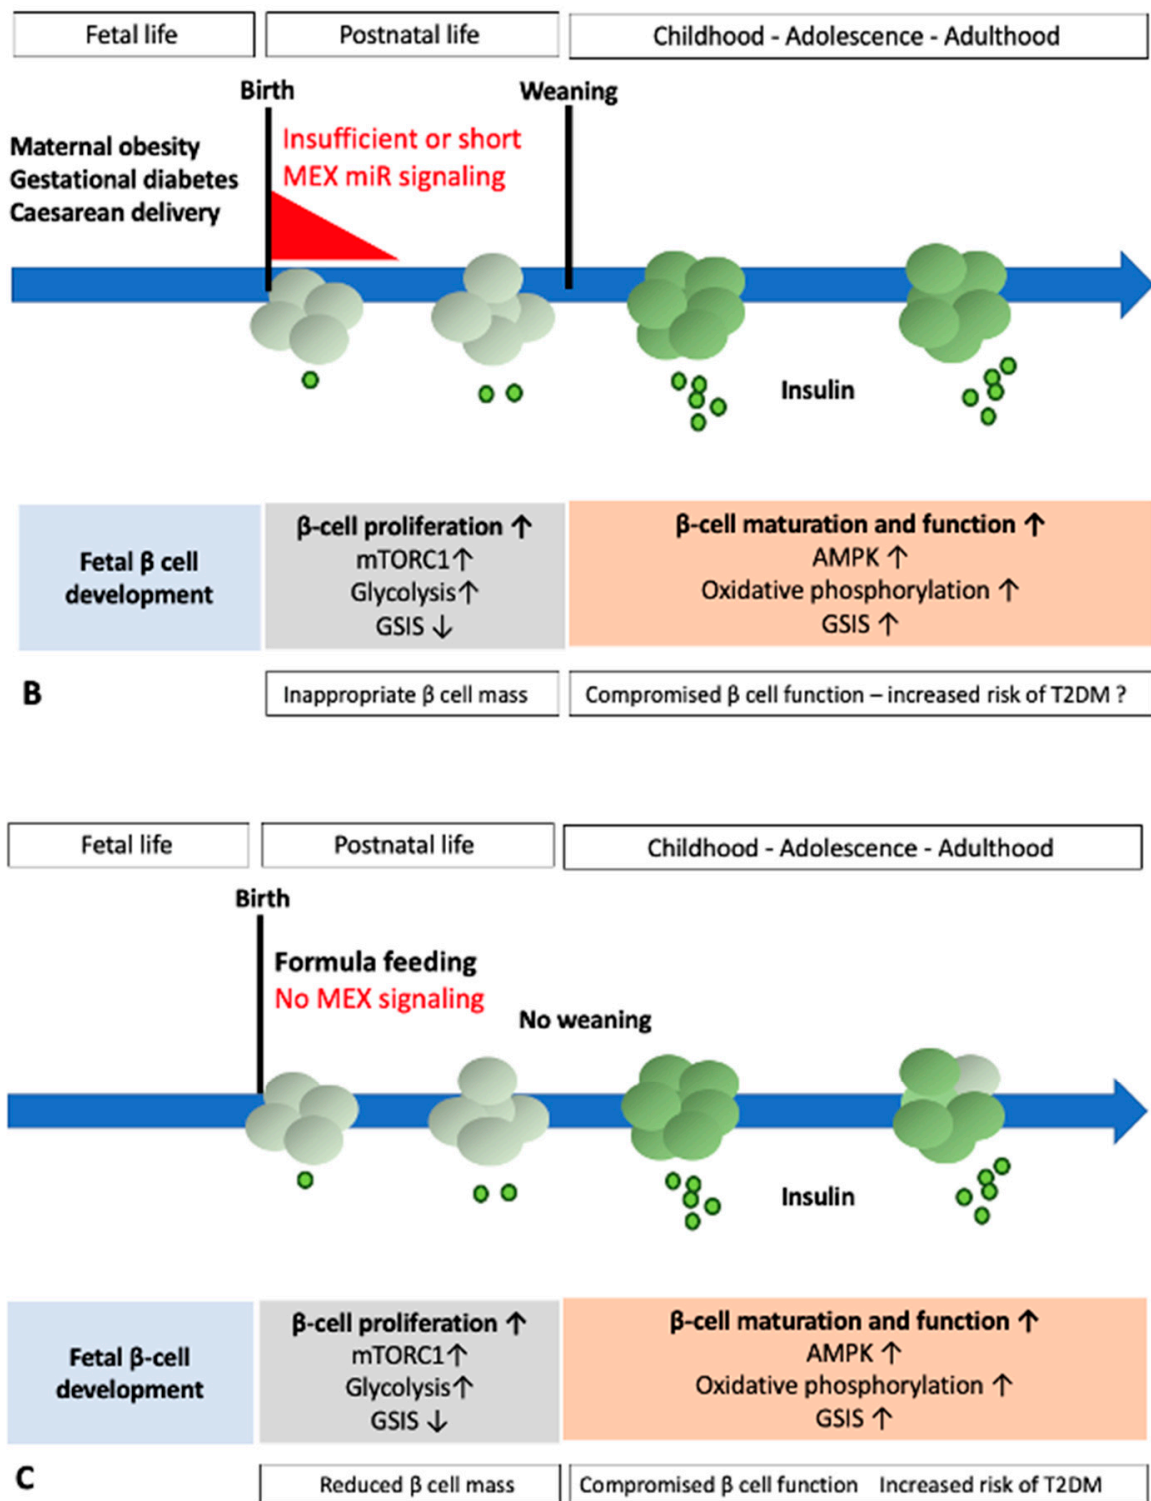 Fetal life
Postnatal life
Childhood - Adolescence - Adulthood
Birth
Weaning
Maternal obesity
Gestational diabetes
Caesarean delivery
Insufficient or short
MEX miR signaling
Insulin
Fetal β cell
development
β-cell proliferation ↑
mTORC1↑
Glycolysis↑
GSIS ↓
β-cell maturation and function ↑
AMPK ↑
Oxidative phosphorylation ↑
GSIS ↑
B
Inappropriate β cell mass
Compromised β cell function – increased risk of T2DM ?
Fetal life
Postnatal life
Childhood - Adolescence - Adulthood
Birth
Formula feeding
No MEX signaling
No weaning
Insulin
Fetal β-cell
development
β-cell proliferation ↑
mTORC1↑
Glycolysis↑
GSIS ↓
β-cell maturation and function ↑
AMPK ↑
Oxidative phosphorylation ↑
GSIS ↑
C
Reduced β cell mass
Compromised β cell function Increased risk of T2DM